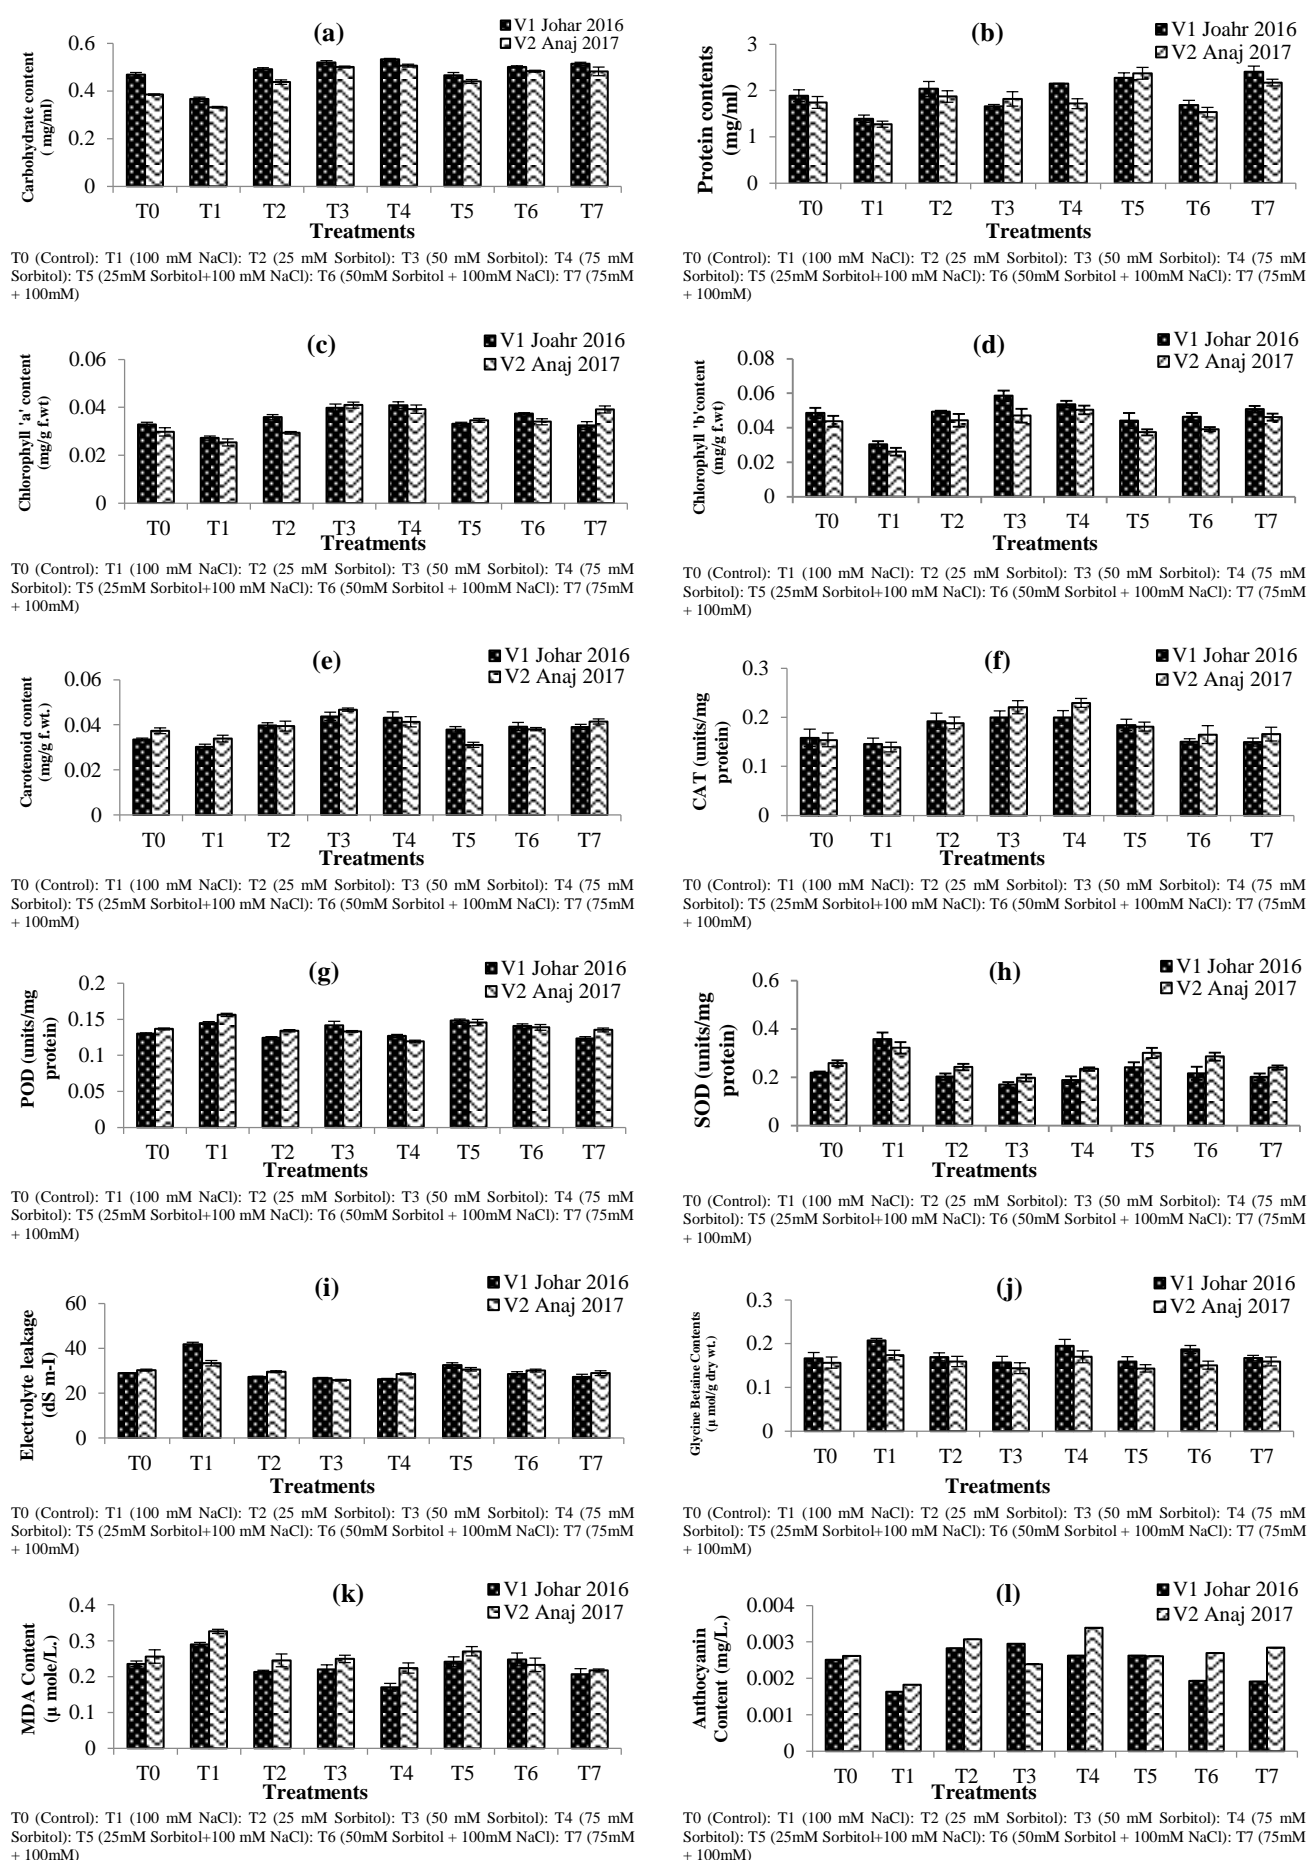 (a)
V1 Johar 2016
V2 Anaj 2017
Carbohydrate content
( mg/ml)
0.6
0.4
0.2
0
T0 T1 T2 T3 T4 T5 T6 T7
Treatments
T0 (Control): T1 (100 mM NaCl): T2 (25 mM Sorbitol): T3 (50 mM Sorbitol): T4 (75 mM
Sorbitol): T5 (25mM Sorbitol+100 mM NaCl): T6 (50mM Sorbitol + 100mM NaCl): T7 (75mM
+ 100mM)
(b)
V1 Joahr 2016
V2 Anaj 2017
Protein contents
(mg/ml)
3
2
1
0
T0 T1 T2 T3 T4 T5 T6 T7
Treatments
T0 (Control): T1 (100 mM NaCl): T2 (25 mM Sorbitol): T3 (50 mM Sorbitol): T4 (75 mM
Sorbitol): T5 (25mM Sorbitol+100 mM NaCl): T6 (50mM Sorbitol + 100mM NaCl): T7 (75mM
+ 100mM)
(c)
V1 Joahr 2016
V2 Anaj 2017
Chlorophyll 'a' content
(mg/g f.wt)
0.06
0.04
0.02
0
T0 T1 T2 T3 T4 T5 T6 T7
Treatments
T0 (Control): T1 (100 mM NaCl): T2 (25 mM Sorbitol): T3 (50 mM Sorbitol): T4 (75 mM
Sorbitol): T5 (25mM Sorbitol+100 mM NaCl): T6 (50mM Sorbitol + 100mM NaCl): T7 (75mM
+ 100mM)
(d)
V1 Johar 2016
V2 Anaj 2017
Chlorophyll 'b'content
(mg/g f.wt)
0.08
0.06
0.04
0.02
0
T0 T1 T2 T3 T4 T5 T6 T7
Treatments
T0 (Control): T1 (100 mM NaCl): T2 (25 mM Sorbitol): T3 (50 mM Sorbitol): T4 (75 mM
Sorbitol): T5 (25mM Sorbitol+100 mM NaCl): T6 (50mM Sorbitol + 100mM NaCl): T7 (75mM
+ 100mM)
(e)
V1 Johar 2016
V2 Anaj 2017
Carotenoid content
(mg/g f.wt.)
0.06
0.04
0.02
0
T0 T1 T2 T3 T4 T5 T6 T7
Treatments
T0 (Control): T1 (100 mM NaCl): T2 (25 mM Sorbitol): T3 (50 mM Sorbitol): T4 (75 mM
Sorbitol): T5 (25mM Sorbitol+100 mM NaCl): T6 (50mM Sorbitol + 100mM NaCl): T7 (75mM
+ 100mM)
(f)
V1 Johar 2016
V2 Anaj 2017
CAT (units/mg
protein)
0.3
0.2
0.1
0
T0 T1 T2 T3 T4 T5 T6 T7
Treatments
T0 (Control): T1 (100 mM NaCl): T2 (25 mM Sorbitol): T3 (50 mM Sorbitol): T4 (75 mM
Sorbitol): T5 (25mM Sorbitol+100 mM NaCl): T6 (50mM Sorbitol + 100mM NaCl): T7 (75mM
+ 100mM)
(g)
V1 Johar 2016
V2 Anaj 2017
POD (units/mg
protein)
0.2
0.15
0.1
0.05
0
T0 T1 T2 T3 T4 T5 T6 T7
Treatments
T0 (Control): T1 (100 mM NaCl): T2 (25 mM Sorbitol): T3 (50 mM Sorbitol): T4 (75 mM
Sorbitol): T5 (25mM Sorbitol+100 mM NaCl): T6 (50mM Sorbitol + 100mM NaCl): T7 (75mM
+ 100mM)
(h)
V1 Johar 2016
V2 Anaj 2017
SOD (units/mg
protein)
0.6
0.4
0.2
0
T0 T1 T2 T3 T4 T5 T6 T7
Treatments
T0 (Control): T1 (100 mM NaCl): T2 (25 mM Sorbitol): T3 (50 mM Sorbitol): T4 (75 mM
Sorbitol): T5 (25mM Sorbitol+100 mM NaCl): T6 (50mM Sorbitol + 100mM NaCl): T7 (75mM
+ 100mM)
(i)
V1 Johar 2016
V2 Anaj 2017
Electrolyte leakage
(dS m-I)
60
40
20
0
T0 T1 T2 T3 T4 T5 T6 T7
Treatments
T0 (Control): T1 (100 mM NaCl): T2 (25 mM Sorbitol): T3 (50 mM Sorbitol): T4 (75 mM
Sorbitol): T5 (25mM Sorbitol+100 mM NaCl): T6 (50mM Sorbitol + 100mM NaCl): T7 (75mM
+ 100mM)
(j)
V1 Johar 2016
V2 Anaj 2017
Glycine Betaine Contents
(µ mol/g dry wt.)
0.3
0.2
0.1
0
T0 T1 T2 T3 T4 T5 T6 T7
Treatments
T0 (Control): T1 (100 mM NaCl): T2 (25 mM Sorbitol): T3 (50 mM Sorbitol): T4 (75 mM
Sorbitol): T5 (25mM Sorbitol+100 mM NaCl): T6 (50mM Sorbitol + 100mM NaCl): T7 (75mM
+ 100mM)
(k)
V1 Johar 2016
V2 Anaj 2017
MDA Content
(µ mole/L.)
0.4
0.3
0.2
0.1
0
T0 T1 T2 T3 T4 T5 T6 T7
Treatments
T0 (Control): T1 (100 mM NaCl): T2 (25 mM Sorbitol): T3 (50 mM Sorbitol): T4 (75 mM
Sorbitol): T5 (25mM Sorbitol+100 mM NaCl): T6 (50mM Sorbitol + 100mM NaCl): T7 (75mM
+ 100mM)
(l)
V1 Johar 2016
V2 Anaj 2017
Anthocyanin
Content (mg/L.)
0.004
0.003
0.002
0.001
0
T0 T1 T2 T3 T4 T5 T6 T7
Treatments
T0 (Control): T1 (100 mM NaCl): T2 (25 mM Sorbitol): T3 (50 mM Sorbitol): T4 (75 mM
Sorbitol): T5 (25mM Sorbitol+100 mM NaCl): T6 (50mM Sorbitol + 100mM NaCl): T7 (75mM
+ 100mM)